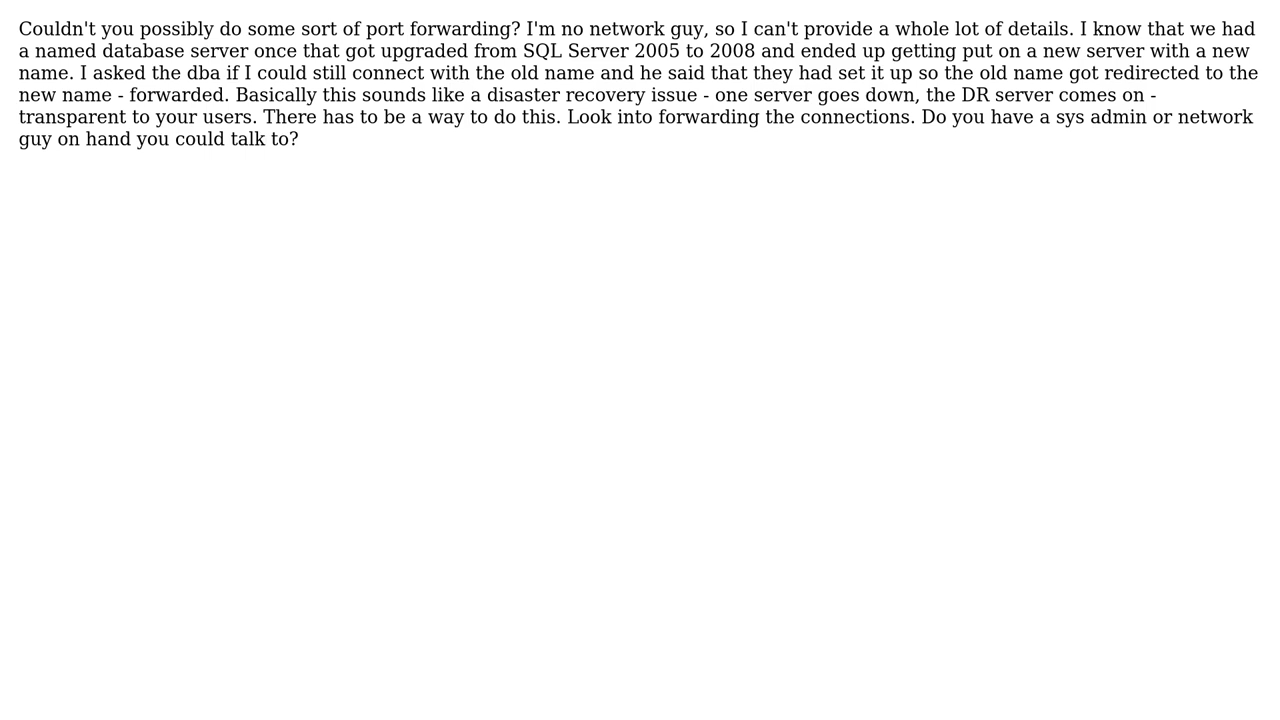 Couldn't you possibly do some sort of port forwarding? I'm no network guy, so I can't provide a whole lot of details. I know that we had
a named database server once that got upgraded from SQL Server 2005 to 2008 and ended up getting put on a new server with a new
name. I asked the dba if I could still connect with the old name and he said that they had set it up so the old name got redirected to the
new name - forwarded. Basically this sounds like a disaster recovery issue - one server goes down, the DR server comes on -
transparent to your users. There has to be a way to do this. Look into forwarding the connections. Do you have a sys admin or network
guy on hand you could talk to?